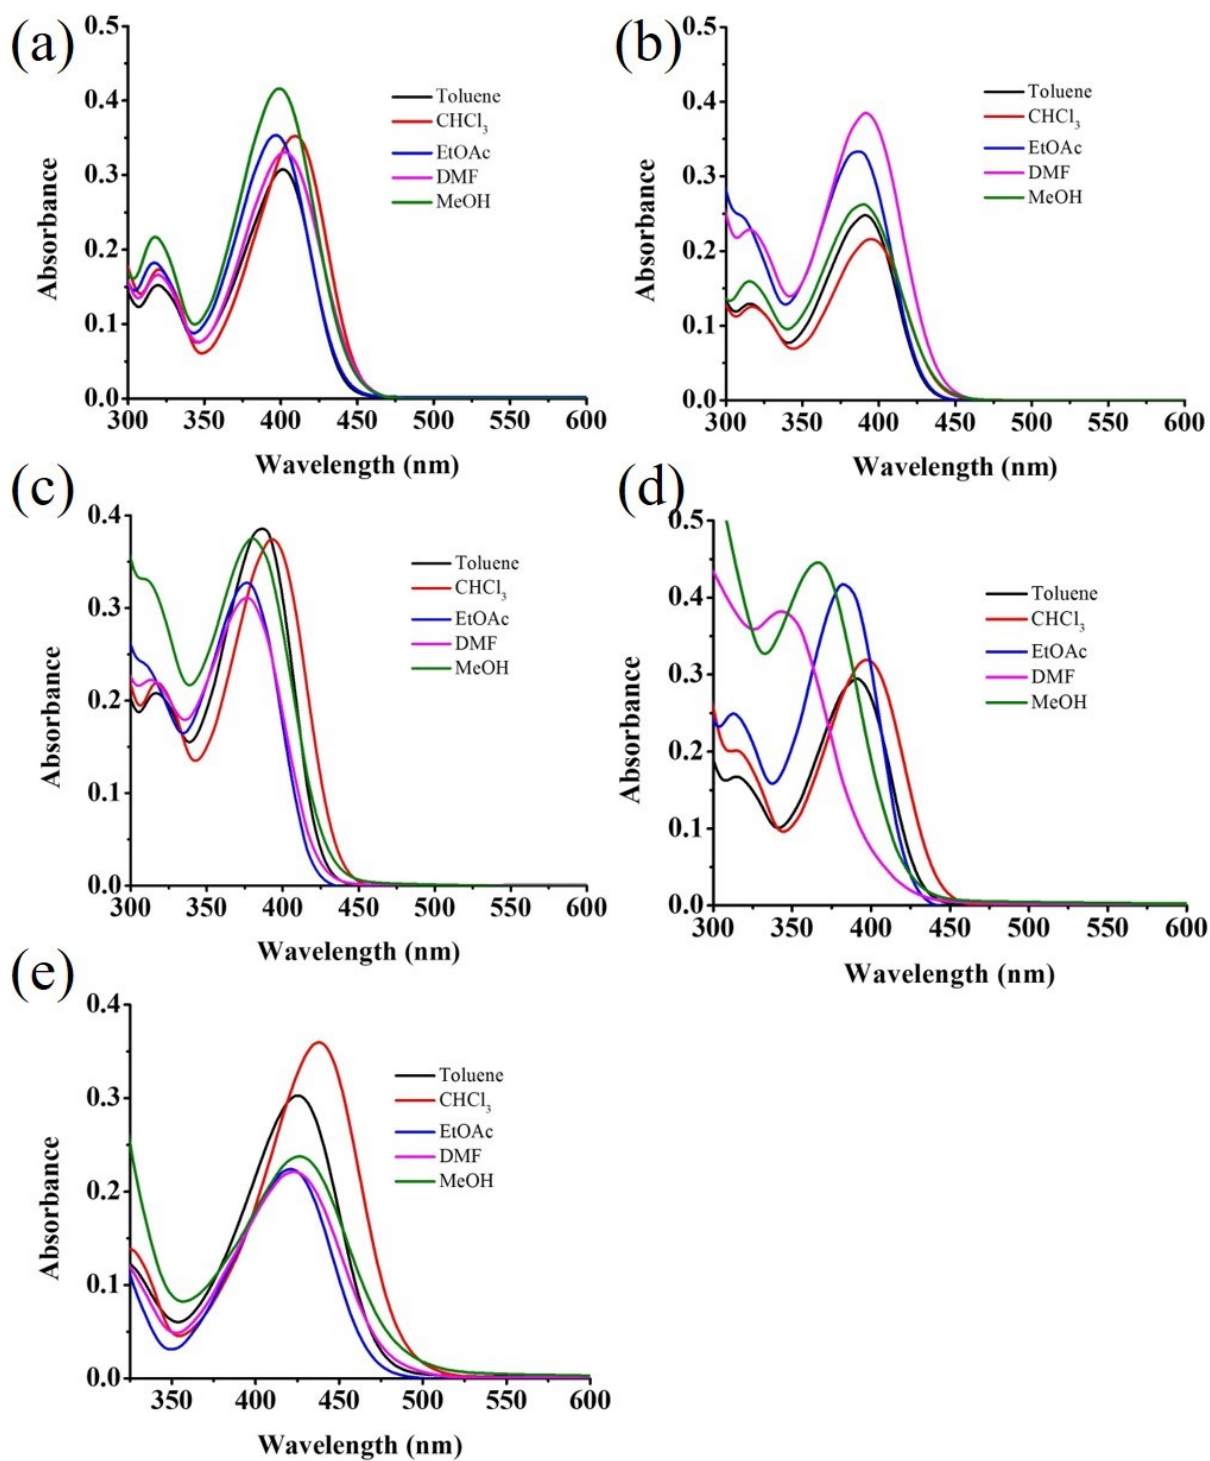 (a)
0.5
0.4
0.3
0.2
0.1
0.0
Absorbance
Toluene
CHCl3
EtOAc
DMF
MeOH
300 350 400 450 500 550 600
Wavelength (nm)
(b)
0.5
0.4
0.3
0.2
0.1
0.0
Absorbance
Toluene
CHCl3
EtOAc
DMF
MeOH
300 350 400 450 500 550 600
Wavelength (nm)
(c)
0.4
0.3
0.2
0.1
0.0
Absorbance
Toluene
CHCl3
EtOAc
DMF
MeOH
300 350 400 450 500 550 600
Wavelength (nm)
(d)
0.5
0.4
0.3
0.2
0.1
0.0
Absorbance
Toluene
CHCl3
EtOAc
DMF
MeOH
300 350 400 450 500 550 600
Wavelength (nm)
(e)
0.4
0.3
0.2
0.1
0.0
Absorbance
Toluene
CHCl3
EtOAc
DMF
MeOH
350 400 450 500 550 600
Wavelength (nm)